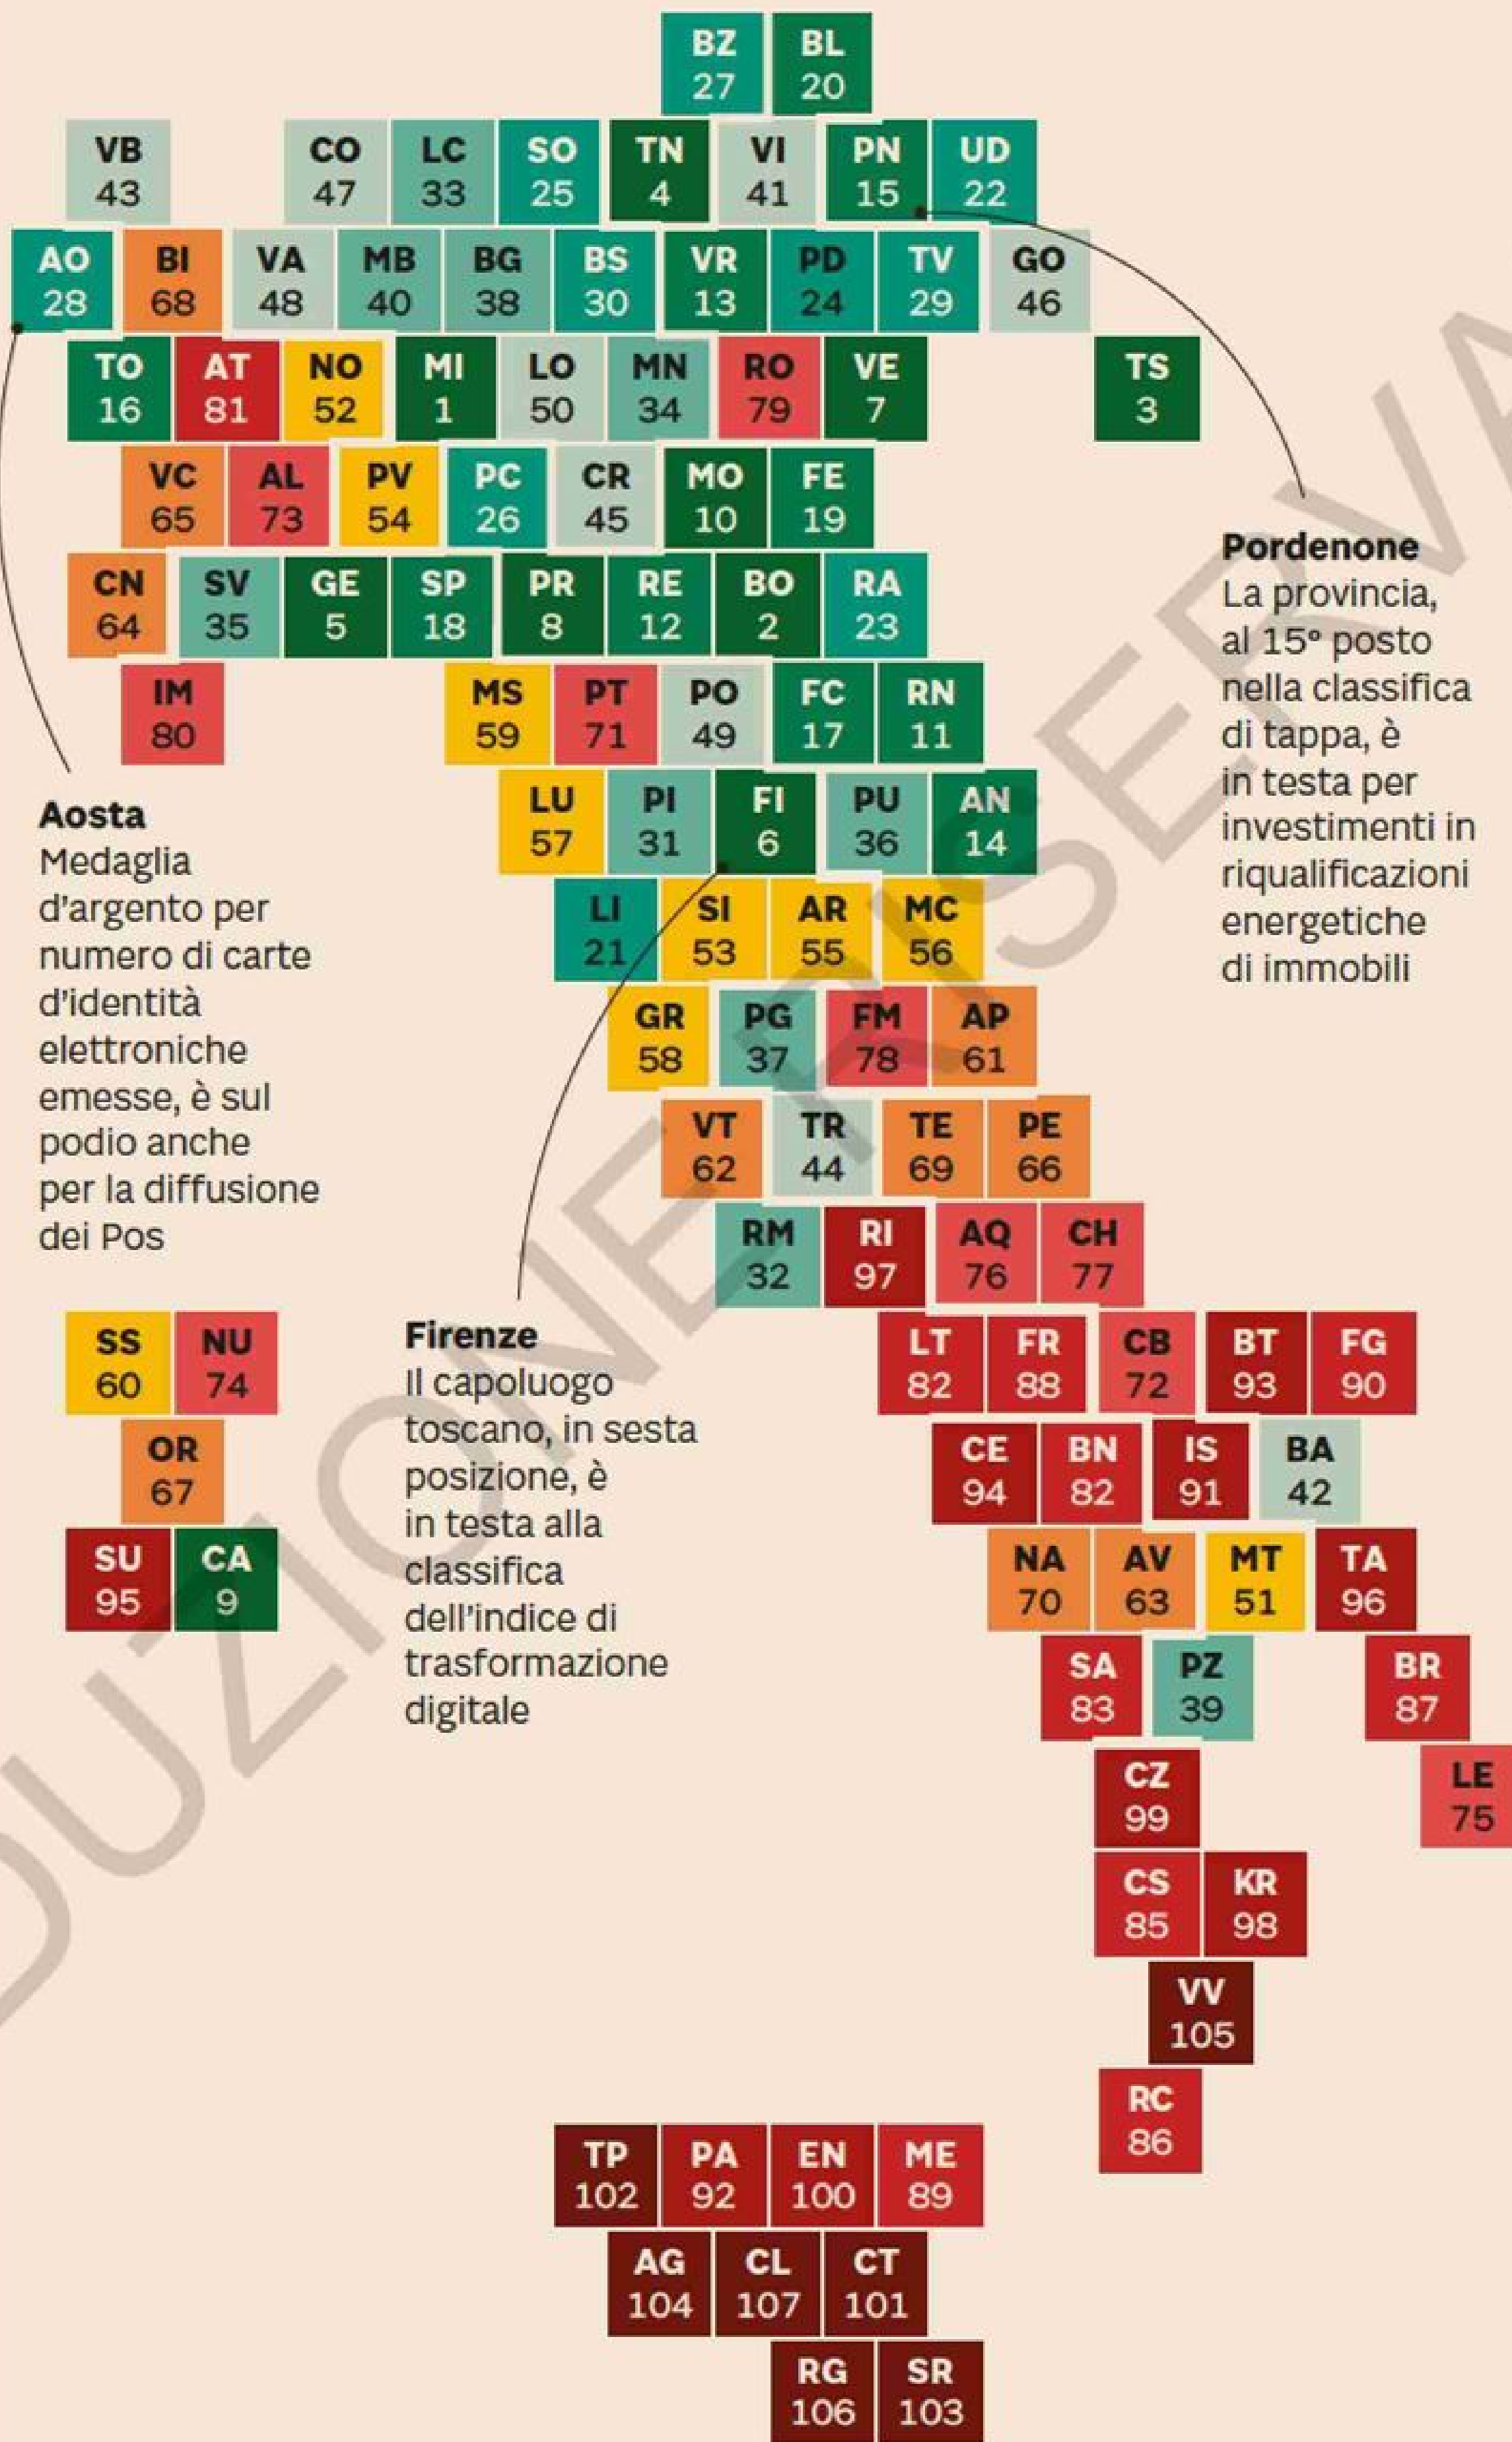 BZ BL
27 20
VB CO LC SO TN VI PN UD
43 47 33 25 4 41 15 22
AO BI VA MB BG BS VR PD TV GO
28 68 48 40 38 30 13 24 29 46
TO AT NO MI LO MN RO VE TS
16 81 52 1 50 34 79 7 3
VC AL PV PC CR MO FE
65 73 54 26 45 10 19
CN SV GE SP PR RE BO RA
64 35 5 18 8 12 2 23
IM MS PT PO FC RN
80 59 71 49 17 11
LU PI FI PU AN
57 31 6 36 14
LI SI AR MC
21 53 55 56
GR PG FM AP
58 37 78 61
VT TR TE PE
62 44 69 66
RM RI AQ CH
32 97 76 77
SS NU LT FR CB BT FG
60 74 82 88 72 93 90
OR CE BN IS BA
67 94 82 91 42
SU CA NA AV MT TA
95 9 70 63 51 96
SA PZ BR
83 39 87
CZ LE
99 75
CS KR
85 98
VV
105
RC
86
TP PA EN ME
102 92 100 89
AG CL CT
104 107 101
RG SR
106 103
Pordenone
La provincia,
al 15° posto
nella classifica
di tappa, è
in testa per
investimenti in
riqualificazioni
energetiche
di immobili
Aosta
Medaglia
d'argento per
numero di carte
d'identità
elettroniche
emesse, è sul
podio anche
per la diffusione
dei Pos
Firenze
Il capoluogo
toscano, in sesta
posizione, è
in testa alla
classifica
dell'indice di
trasformazione
digitale
DUZIONE RISERVA